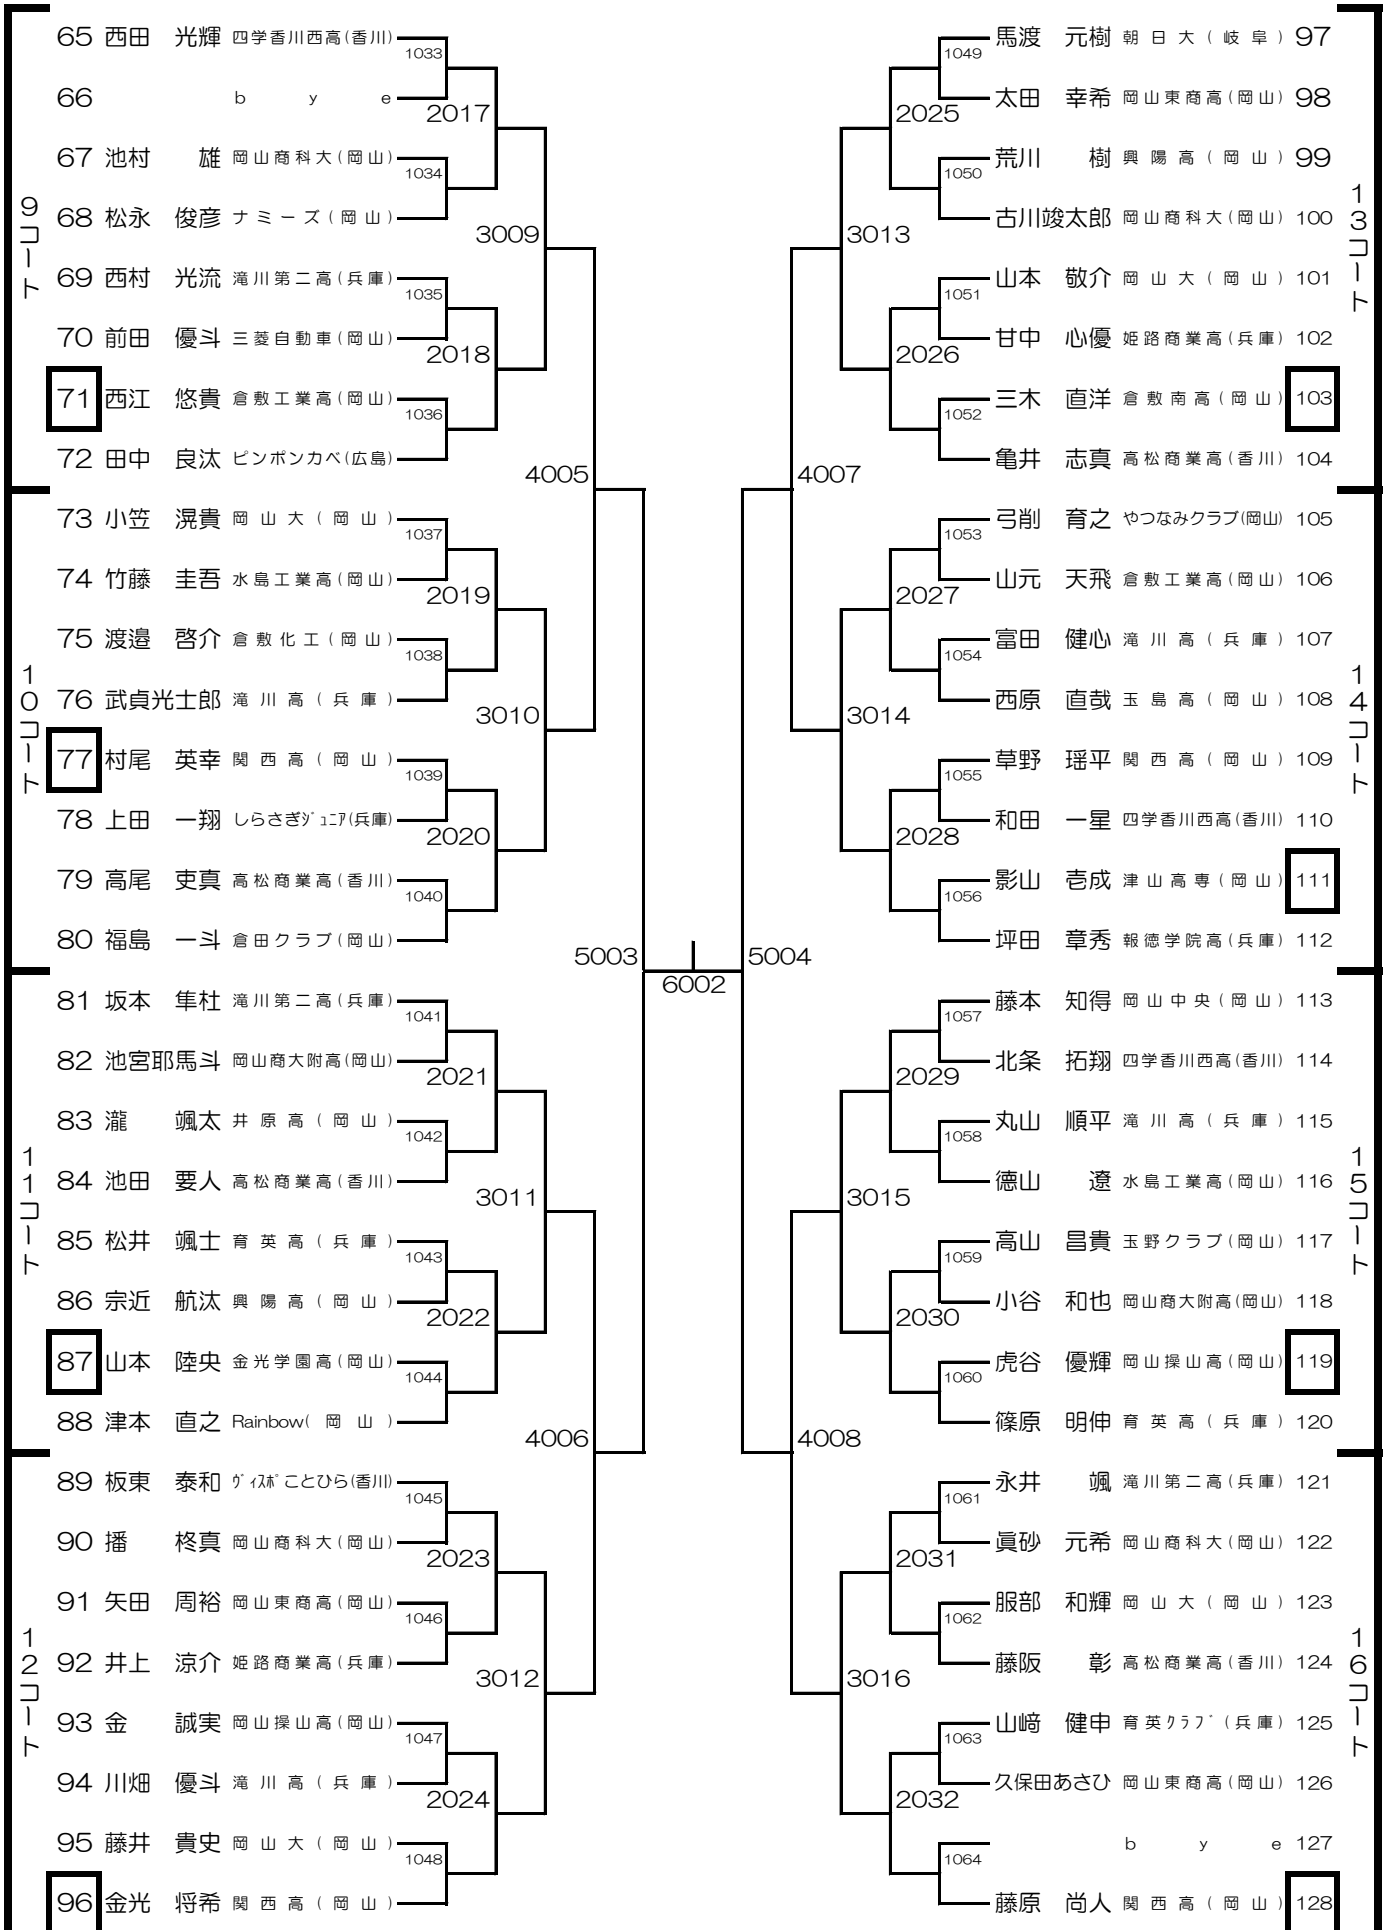 9コート
65 西田 光輝 四学香川西高(香川)
1033
66 bye
2017
67 池村 雄 岡山商科大(岡山)
1034
68 松永 俊彦 ナミーズ(岡山)
3009
69 西村 光流 滝川第二高(兵庫)
1035
70 前田 優斗 三菱自動車(岡山)
2018
71 西江 悠貴 倉敷工業高(岡山)
1036
72 田中 良汰 ピンポンカベ(広島)
4005
10コート
73 小笠 滉貴 岡山大(岡山)
1037
74 竹藤 圭吾 水島工業高(岡山)
2019
75 渡邉 啓介 倉敷化工(岡山)
1038
76 武貞光士郎 滝川高(兵庫)
3010
77 村尾 英幸 関西高(岡山)
1039
78 上田 一翔 しらさぎジュニア(兵庫)
2020
79 高尾 吏真 高松商業高(香川)
1040
80 福島 一斗 倉田クラブ(岡山)
5003
6002
11コート
81 坂本 隼杜 滝川第二高(兵庫)
1041
82 池宮耶馬斗 岡山商大附高(岡山)
2021
83 瀧 颯太 井原高(岡山)
1042
84 池田 要人 高松商業高(香川)
3011
85 松井 颯士 育英高(兵庫)
1043
86 宗近 航汰 興陽高(岡山)
2022
87 山本 陸央 金光学園高(岡山)
1044
88 津本 直之 Rainbow(岡山)
4006
12コート
89 板東 泰和 ヴィスポことひら(香川)
1045
90 播 柊真 岡山商科大(岡山)
2023
91 矢田 周裕 岡山東商高(岡山)
1046
92 井上 涼介 姫路商業高(兵庫)
3012
93 金 誠実 岡山操山高(岡山)
1047
94 川畑 優斗 滝川高(兵庫)
2024
95 藤井 貴史 岡山大(岡山)
1048
96 金光 将希 関西高(岡山)
13コート
馬渡 元樹 朝日大(岐阜) 97
1049
太田 幸希 岡山東商高(岡山) 98
2025
荒川 樹 興陽高(岡山) 99
1050
古川竣太郎 岡山商科大(岡山) 100
3013
山本 敬介 岡山大(岡山) 101
1051
甘中 心優 姫路商業高(兵庫) 102
2026
三木 直洋 倉敷南高(岡山) 103
1052
亀井 志真 高松商業高(香川) 104
4007
14コート
弓削 育之 やつなみクラブ(岡山) 105
1053
山元 天飛 倉敷工業高(岡山) 106
2027
富田 健心 滝川高(兵庫) 107
1054
西原 直哉 玉島高(岡山) 108
3014
草野 瑶平 関西高(岡山) 109
1055
和田 一星 四学香川西高(香川) 110
2028
影山 壱成 津山高専(岡山) 111
1056
坪田 章秀 報徳学院高(兵庫) 112
5004
15コート
藤本 知得 岡山中央(岡山) 113
1057
北条 拓翔 四学香川西高(香川) 114
2029
丸山 順平 滝川高(兵庫) 115
1058
德山 遼 水島工業高(岡山) 116
3015
高山 昌貴 玉野クラブ(岡山) 117
1059
小谷 和也 岡山商大附高(岡山) 118
2030
虎谷 優輝 岡山操山高(岡山) 119
1060
篠原 明伸 育英高(兵庫) 120
4008
16コート
永井 颯 滝川第二高(兵庫) 121
1061
眞砂 元希 岡山商科大(岡山) 122
2031
服部 和輝 岡山大(岡山) 123
1062
藤阪 彰 高松商業高(香川) 124
3016
山﨑 健申 育英クラブ(兵庫) 125
1063
久保田あさひ 岡山東商高(岡山) 126
2032
bye 127
1064
藤原 尚人 関西高(岡山) 128